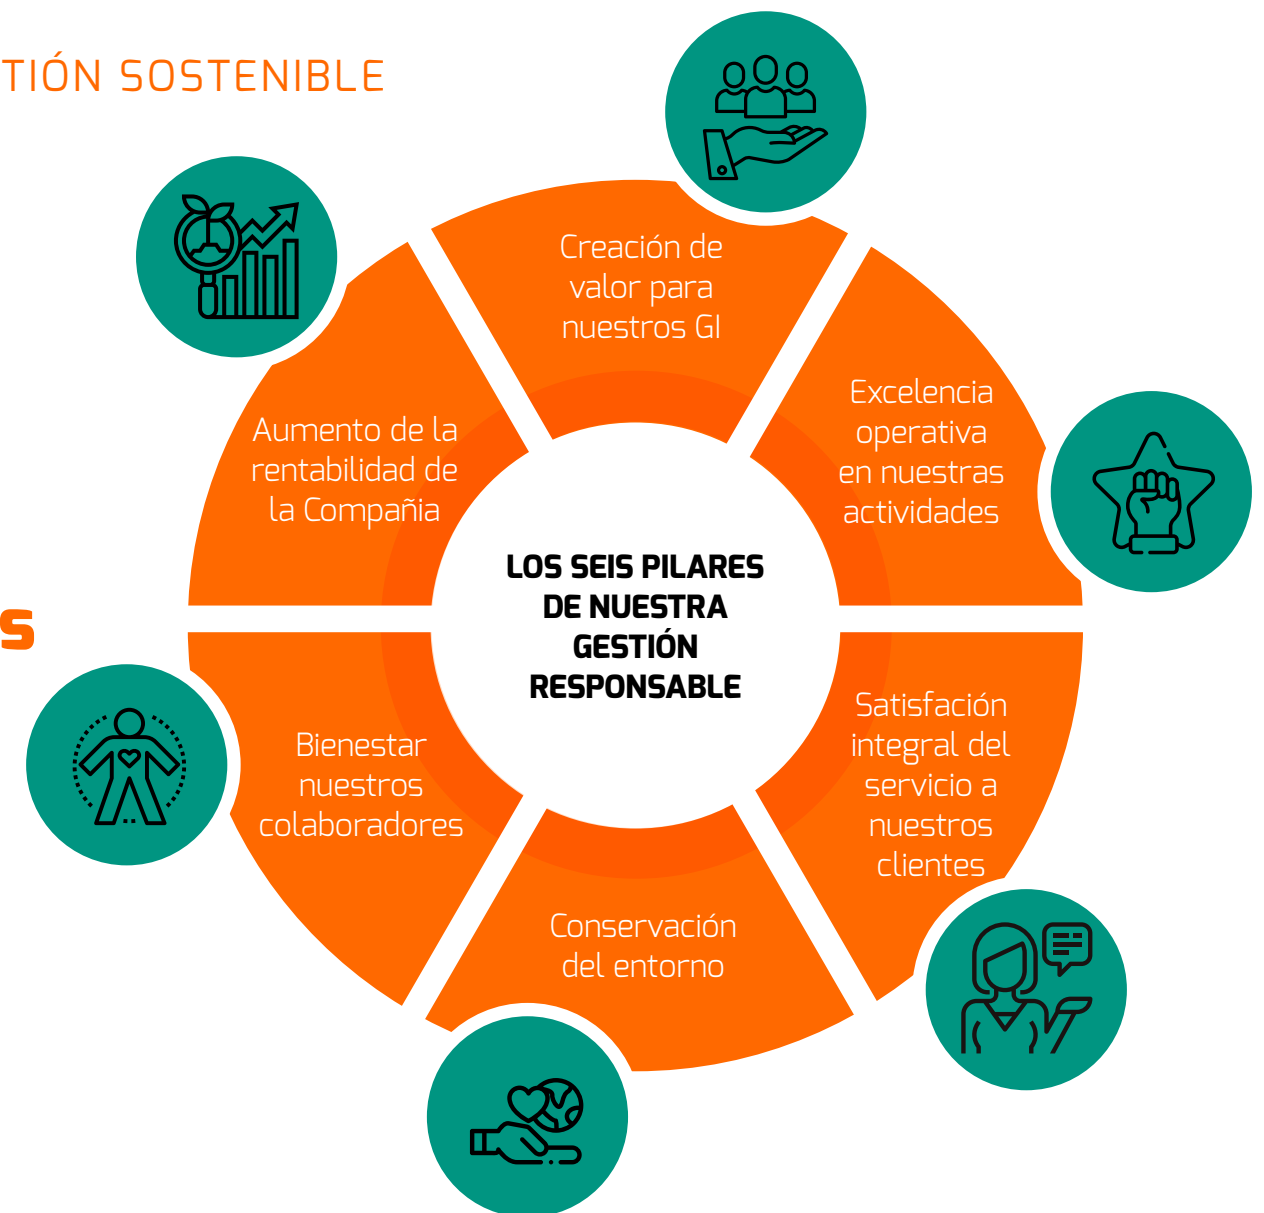 TIÓN SOSTENIBLE
Creación de
valor para
nuestros GI
Excelencia
operativa
en nuestras
actividades
Aumento de la
rentabilidad de
la Compañia
LOS SEIS PILARES
DE NUESTRA
GESTIÓN
RESPONSABLE
s
Satisfación
integral del
servicio a
nuestros
clientes
Bienestar
nuestros
colaboradores
Conservación
del entorno